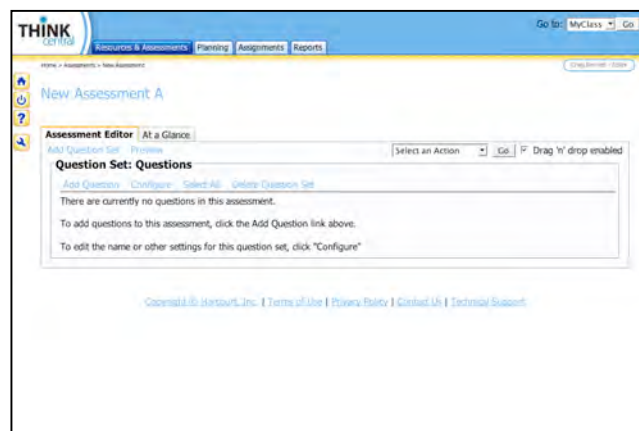 THINK central
Go to: MyClass Go
Resources & Assessments Planning Assignments Reports
Home > Assessments > New Assessment
New Assessment A
Assessment Editor At a Glance
Add Question Set Preview
Select an Action Go Drag 'n' drop enabled
Question Set: Questions
Add Question Configure Select All Delete Question Set
There are currently no questions in this assessment.
To add questions to this assessment, click the Add Question link above.
To edit the name or other settings for this question set, click "Configure"
Copyright © Harcourt, Inc. | Terms of Use | Privacy Policy | Contact Us | Technical Support